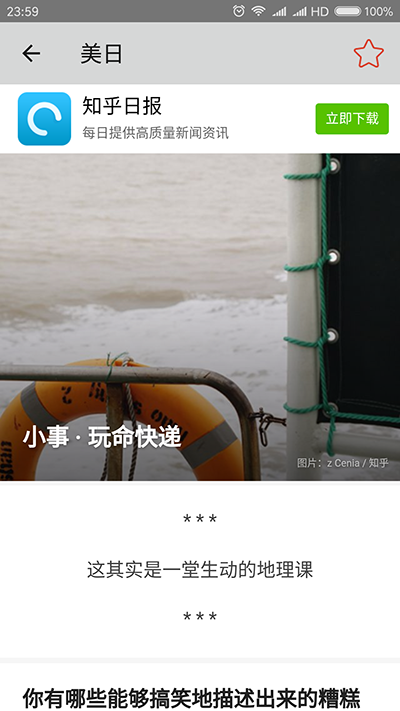 23:59
HD
100%
美日
知乎日报
每日提供高质量新闻资讯
立即下载
小事 · 玩命快递
图片：z Cenia / 知乎
***
这其实是一堂生动的地理课
***
你有哪些能够搞笑地描述出来的糟糕